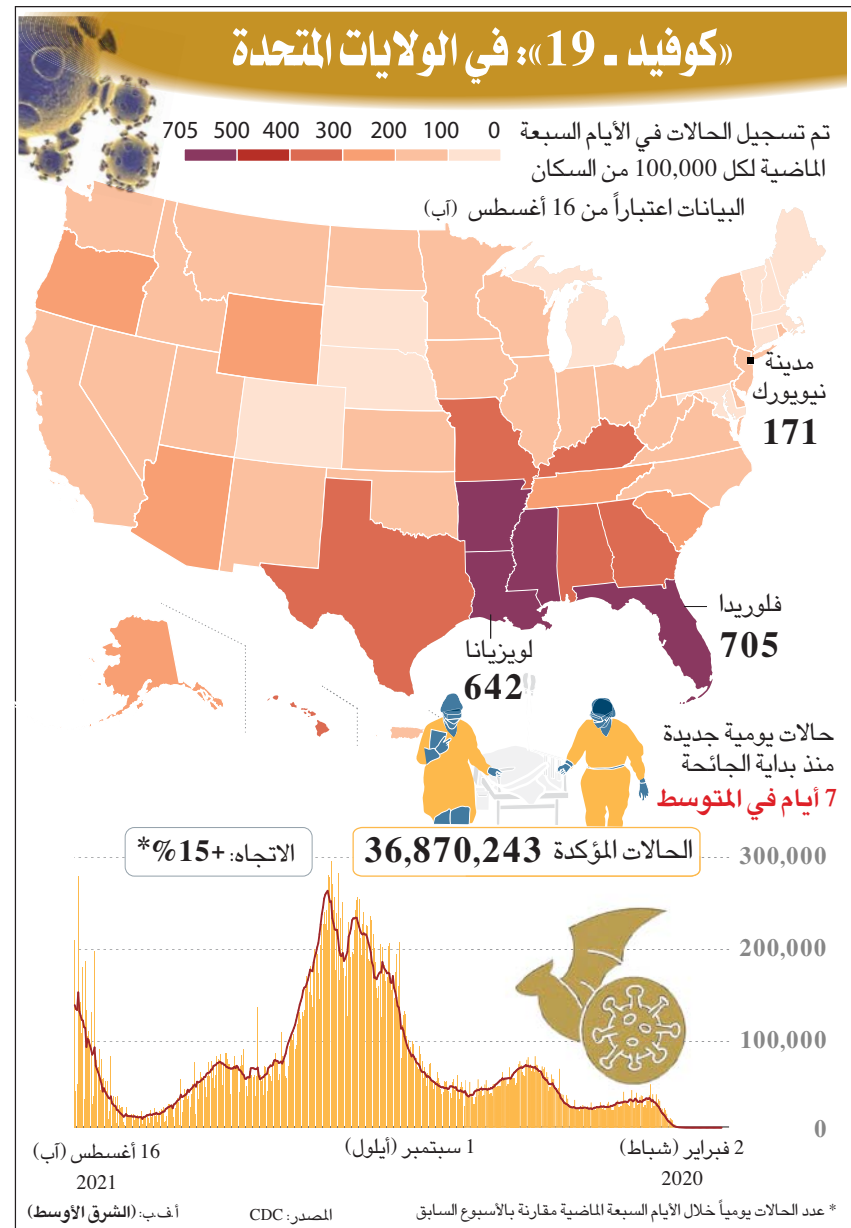 «كوفيد ـ 19»: في الولايات المتحدة
تم تسجيل الحالات في الأيام السبعة
الماضية لكل 100,000 من السكان
0 100 200 300 400 500 705
البيانات اعتباراً من 16 أغسطس (آب)
مدينة
نيويورك
171
فلوريدا
705
لويزيانا
642
حالات يومية جديدة
منذ بداية الجائحة
7 أيام في المتوسط
الحالات المؤكدة 36,870,243
الاتجاه: +15%*
300,000
200,000
100,000
0
2 فبراير (شباط)
2020
1 سبتمبر (أيلول)
16 أغسطس (آب)
2021
* عدد الحالات يومياً خلال الأيام السبعة الماضية مقارنة بالأسبوع السابق
المصدر: CDC
أ.ف.ب: (الشرق الأوسط)